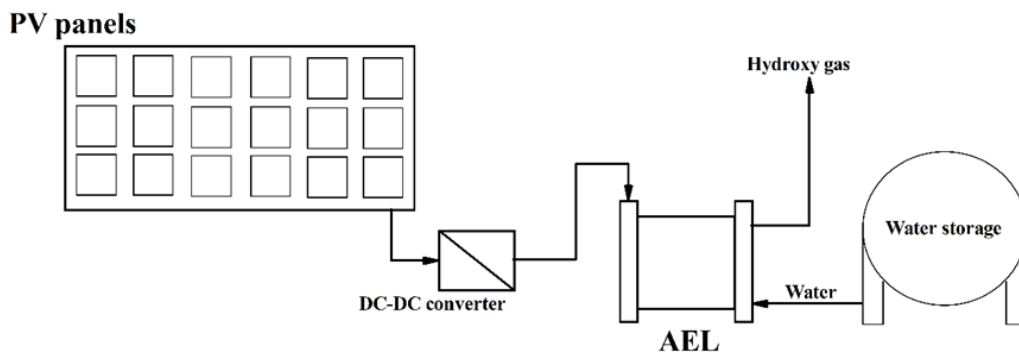 PV panels
Hydroxy gas
Water storage
DC-DC converter
Water
AEL